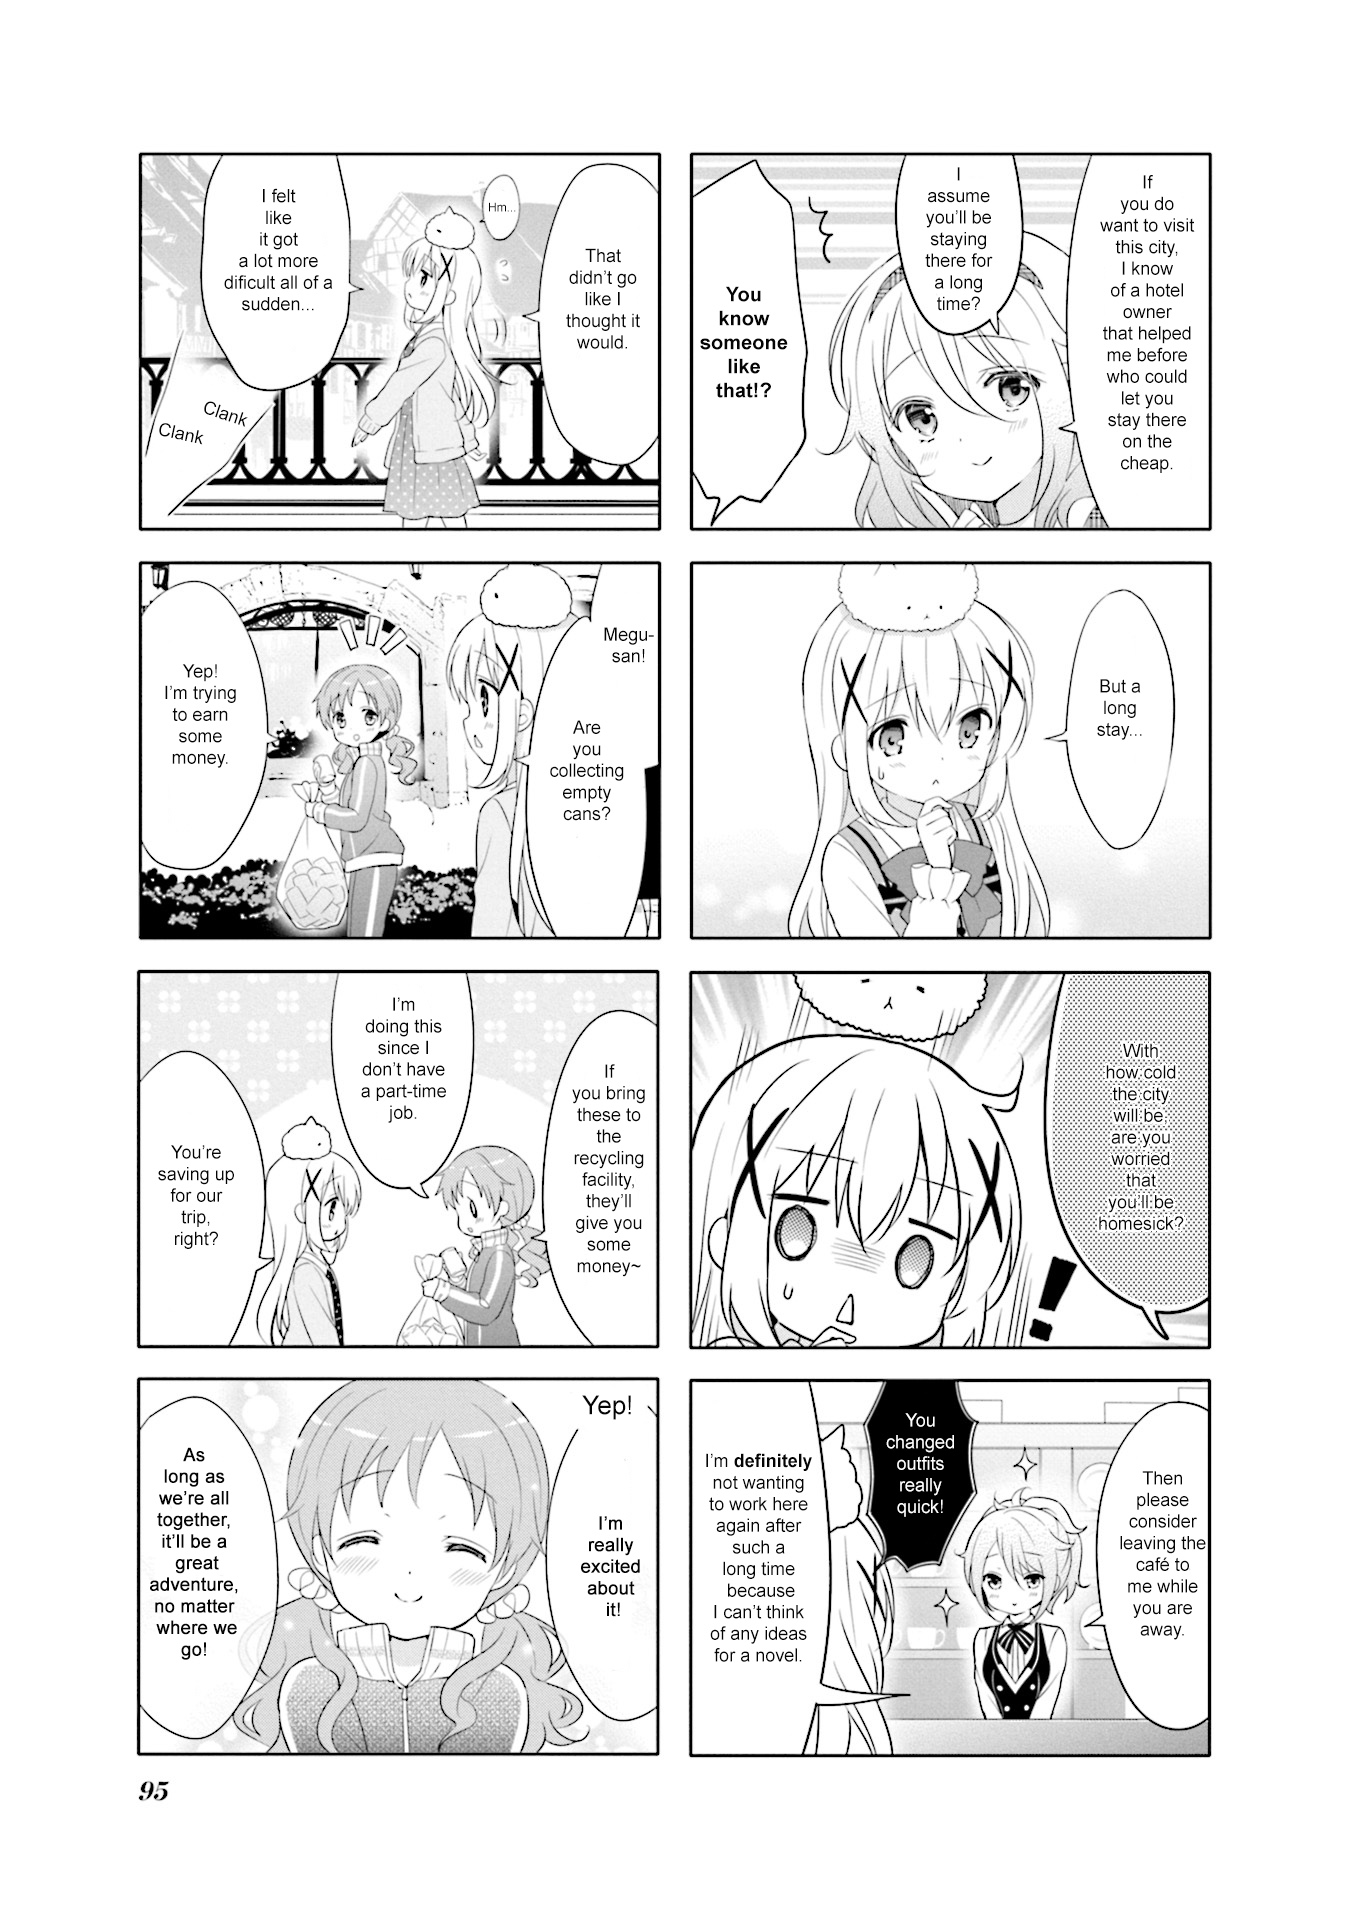 If
you do
want to visit
this city,
I know
of a hotel
owner
that helped
me before
who could
let you
stay there
on the
cheap.
I
assume
you'll be
staying
there for
a long
time?
You
know
someone
like
that!?
But a
long
stay...
With
how cold
the city
will be,
are you
worried
that
you'll be
homesick?
Then
please
consider
leaving the
café to
me while
you are
away.
You
changed
outfits
really
quick!
I'm definitely
not wanting
to work here
again after
such a
long time
because
I can't think
of any ideas
for a novel.
That
didn't go
like I
thought it
would.
Hm...
I felt
like
it got
a lot more
dificult all of a
sudden...
Clank
Clank
Megu-
san!
Are
you
collecting
empty
cans?
Yep!
I'm trying
to earn
some
money.
If
you bring
these to
the
recycling
facility,
they'll
give you
some
money~
I'm
doing this
since I
don't have
a part-time
job.
You're
saving up
for our
trip,
right?
Yep!
I'm
really
excited
about
it!
As
long as
we're all
together,
it'll be a
great
adventure,
no matter
where we
go!
95